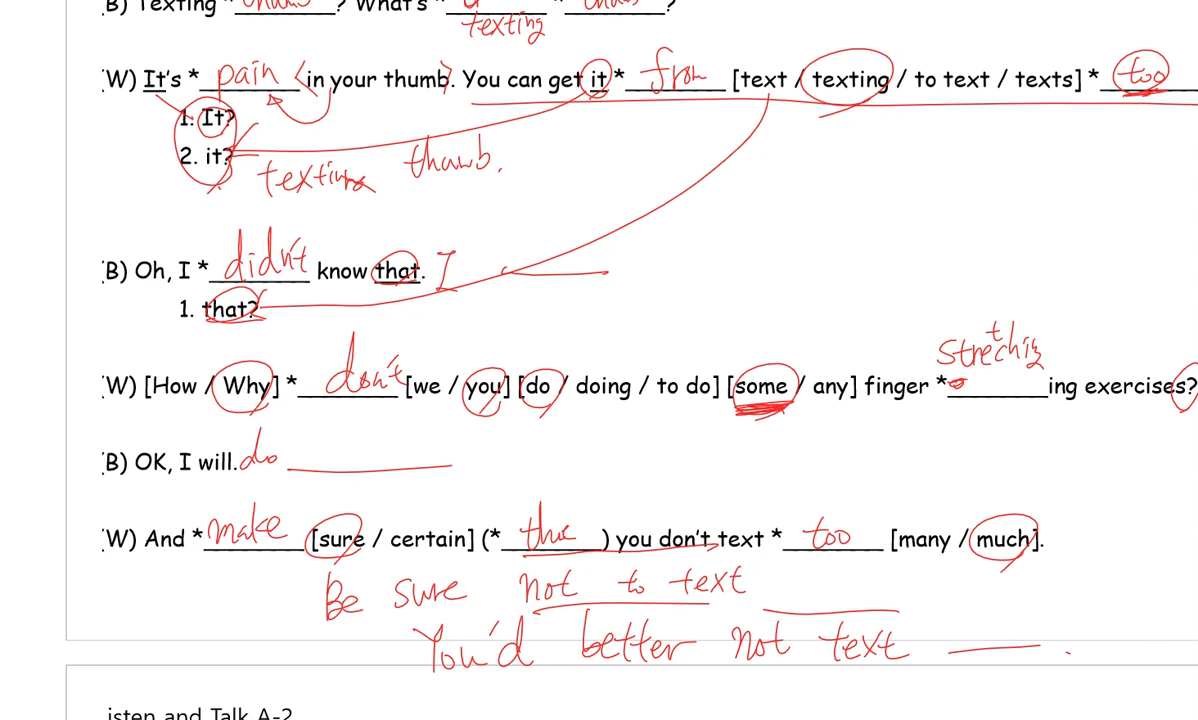 B) Texting * ? What's * a * ?
texting
W) It's * pain <in your thumb>. You can get it * from [text / texting / to text / texts] * too
1. It?
2. it?
texting thumb.
B) Oh, I * didn't know that. I
1. that?
stretching
W) [How / Why] * don't [we / you] [do / doing / to do] [some / any] finger * ing exercises?
B) OK, I will. do
W) And * make [sure / certain] (* ) you don't text * too [many / much].
Be sure not to text
You'd better not text .
isten and Talk A-2